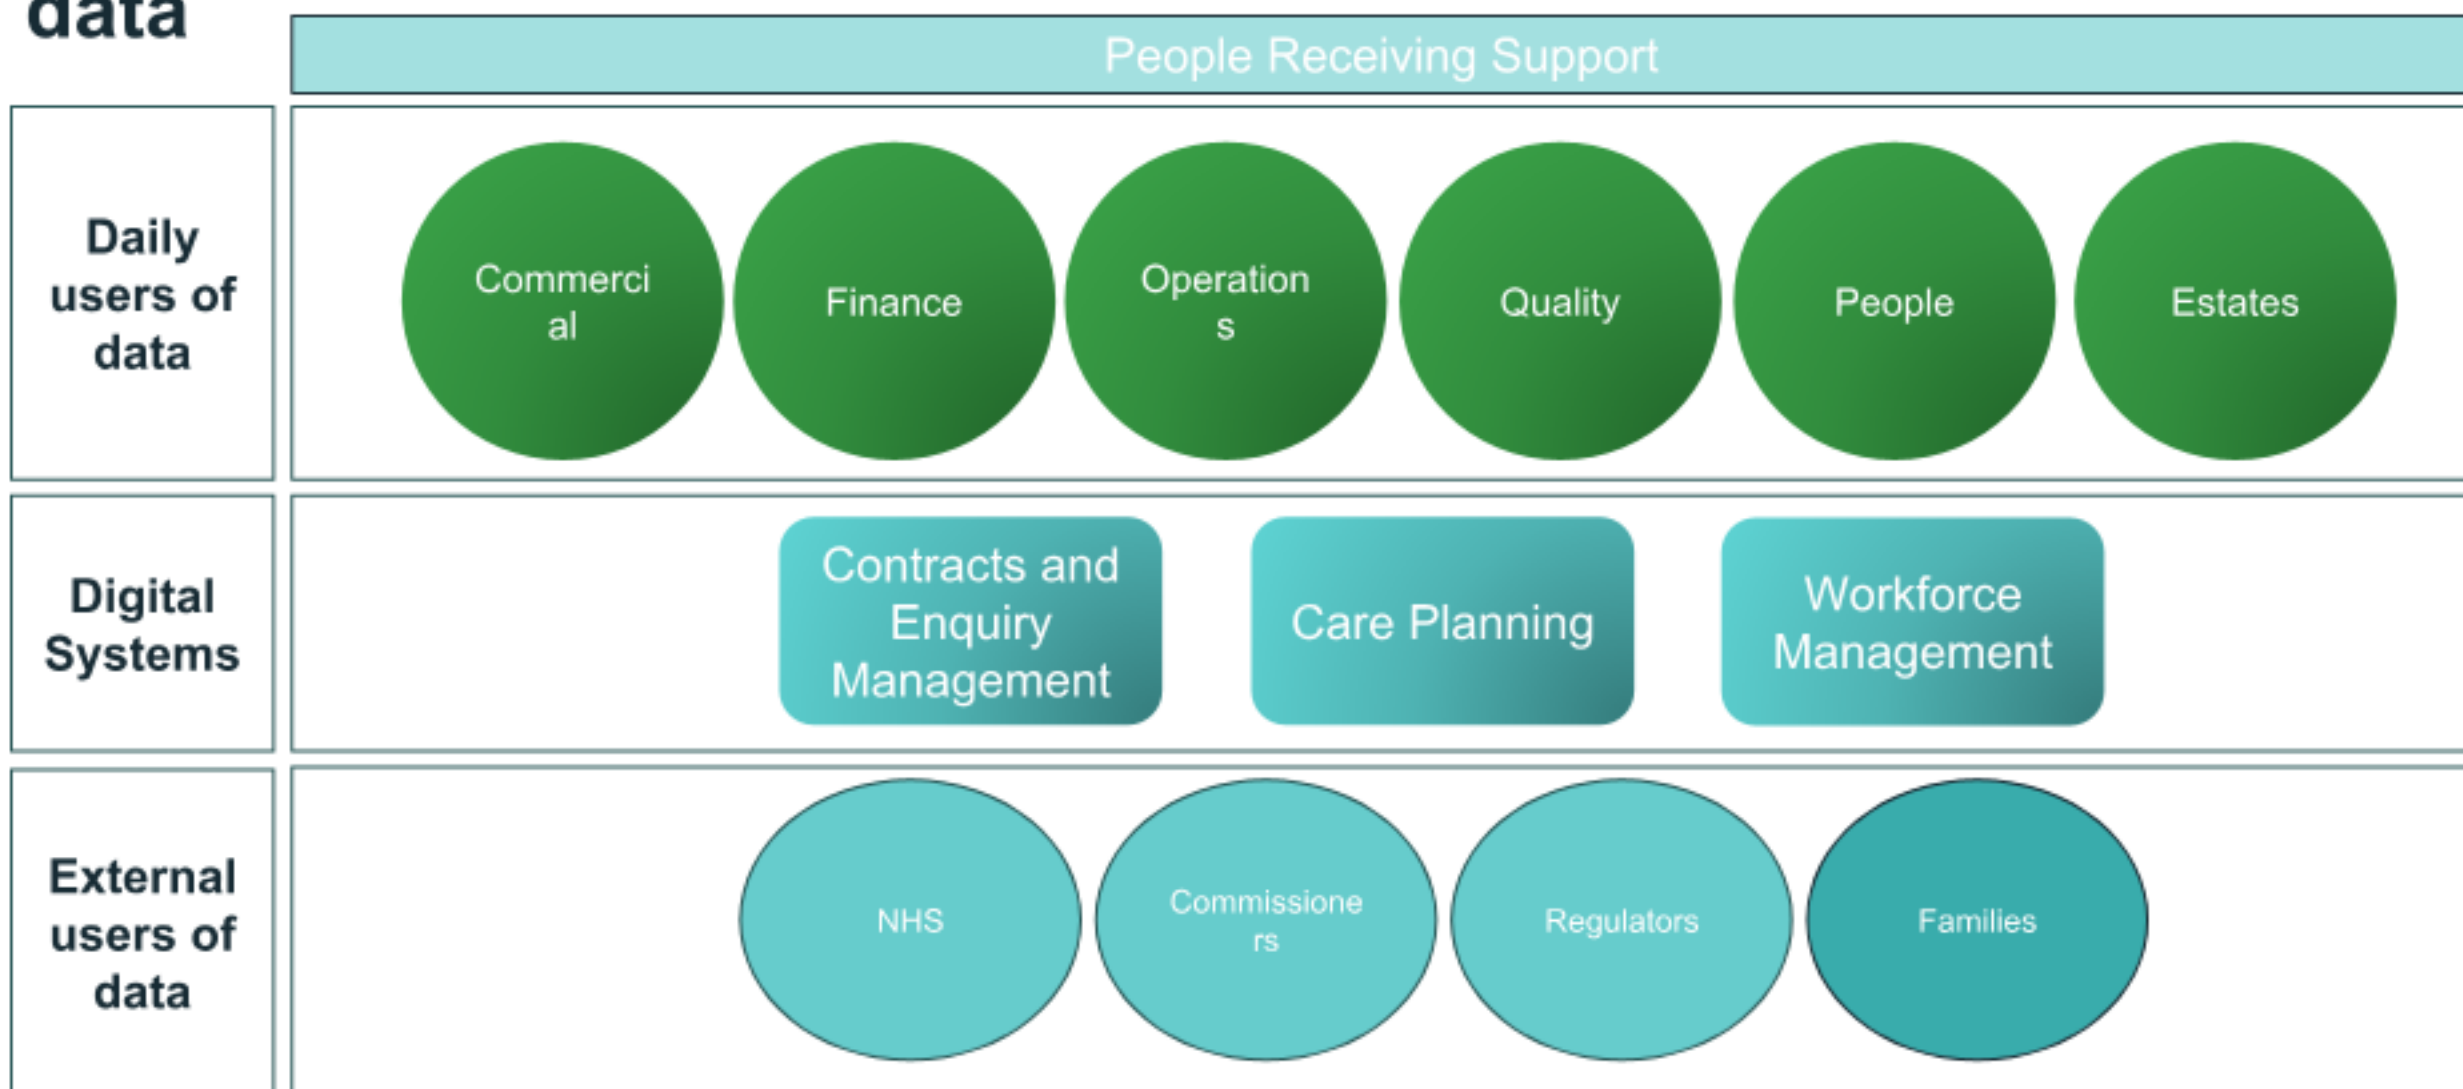 data
People Receiving Support
Daily
users of
data
Commerci
al
Finance
Operation
s
Quality
People
Estates
Digital
Systems
Contracts and
Enquiry
Management
Care Planning
Workforce
Management
External
users of
data
NHS
Commissione
rs
Regulators
Families